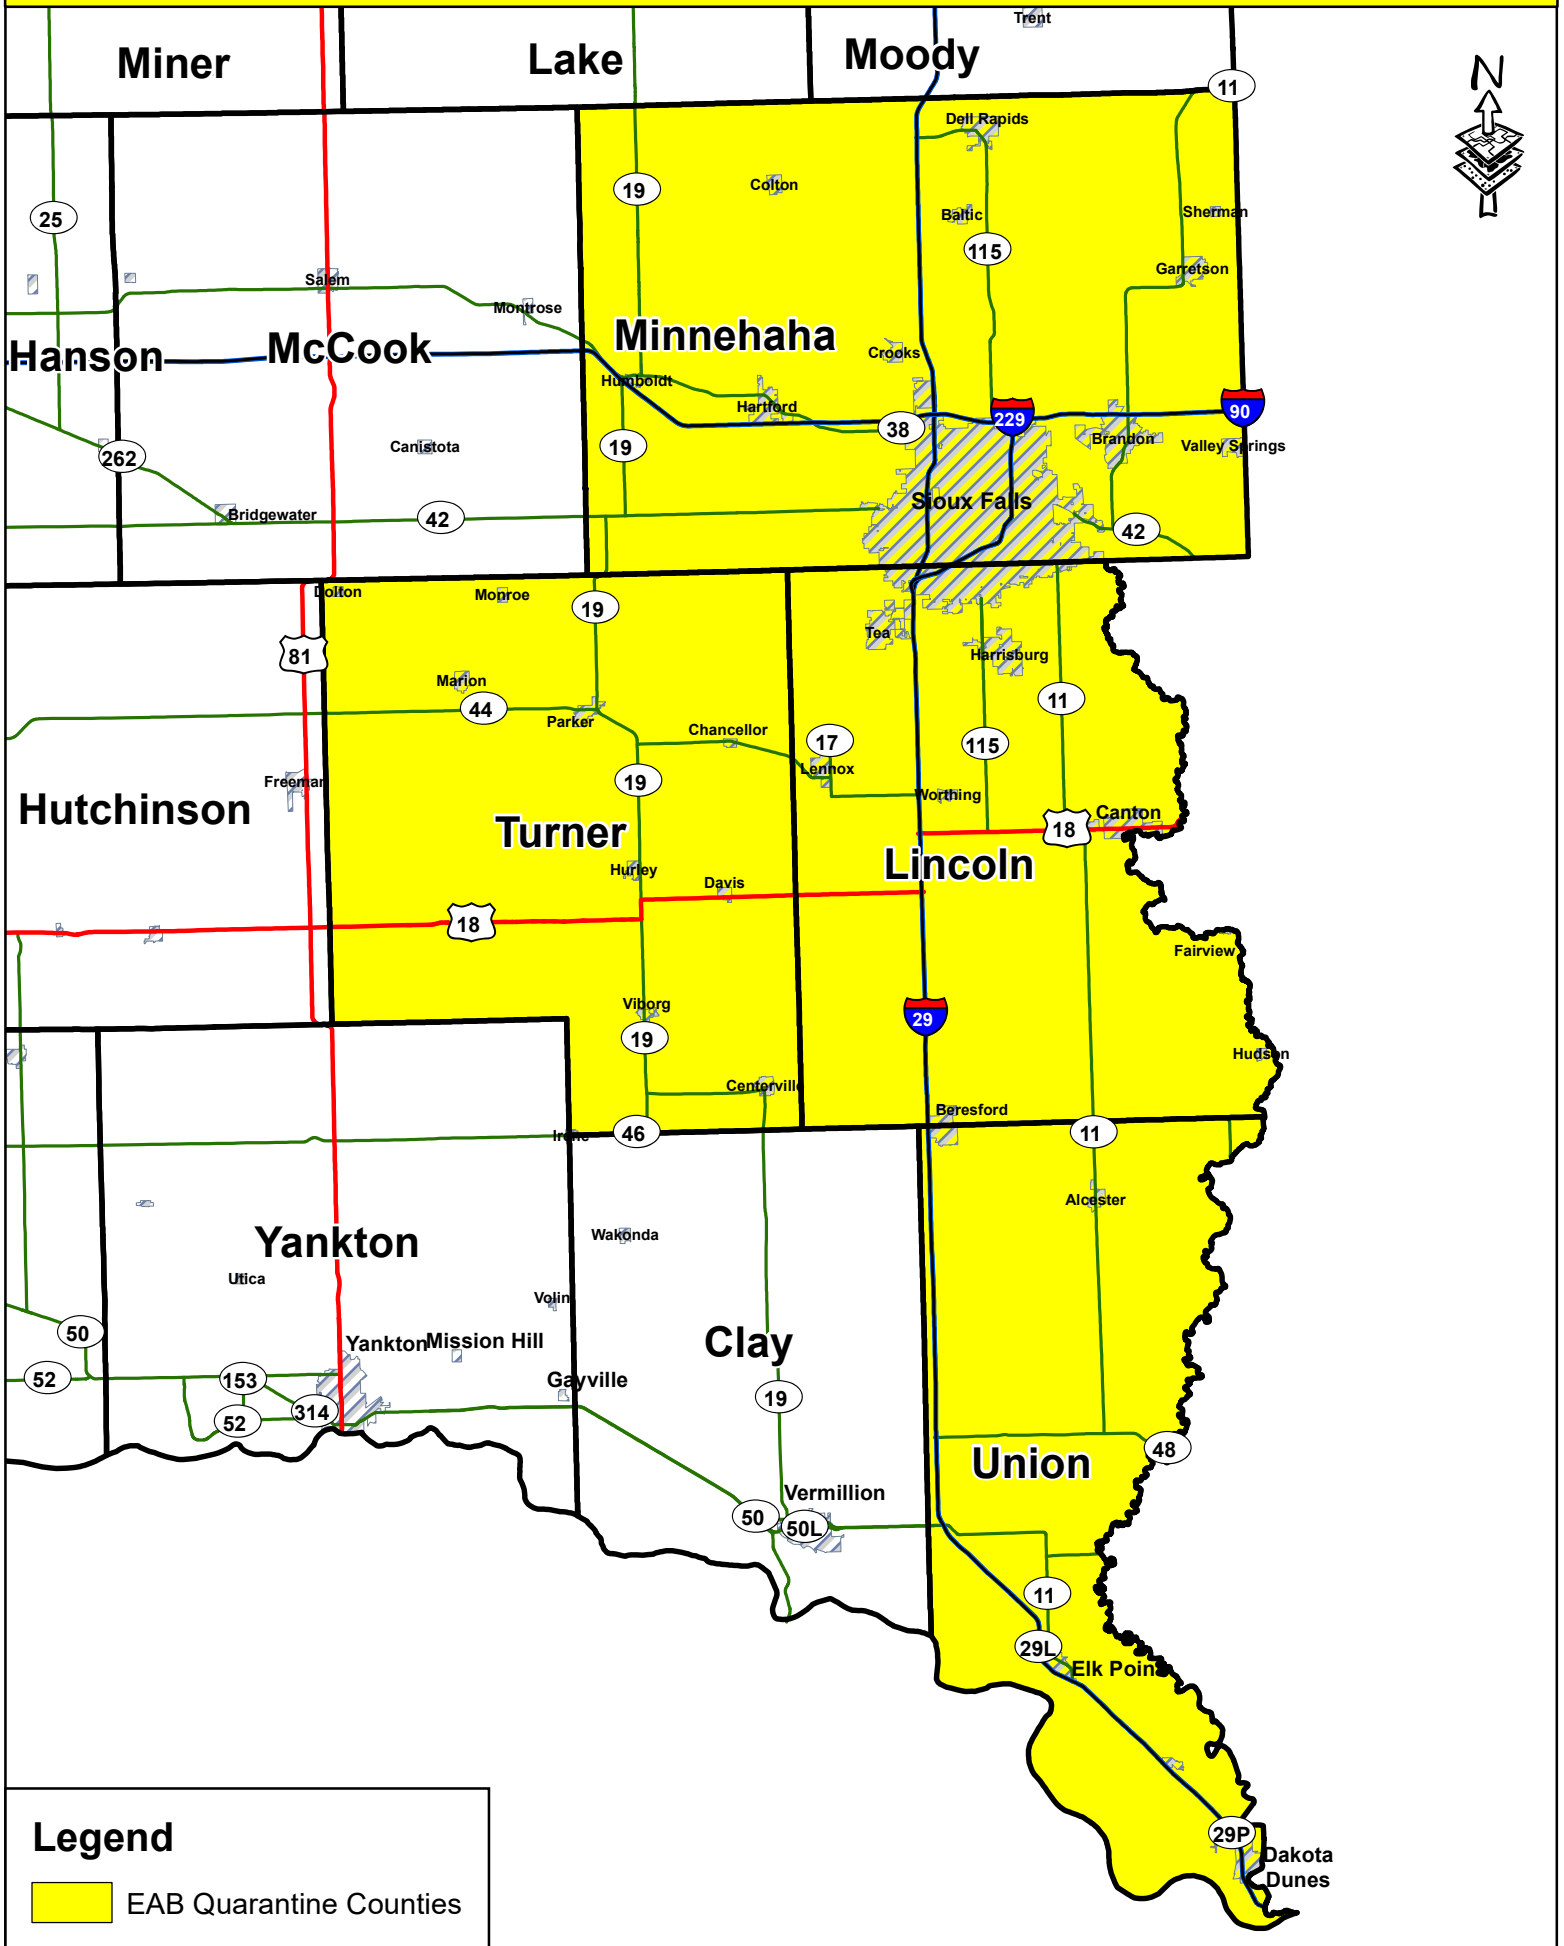 Trent
Miner
Lake
Moody
N
11
Dell Rapids
19
Colton
25
Baltic
Sherman
115
Garretson
Salem
Montrose
Minnehaha
Hanson
McCook
Crooks
Humboldt
Hartford
229
90
38
Brandon
Valley Springs
19
Canistota
262
Sioux Falls
Bridgewater
42
42
Dolton
Monroe
19
Tea
81
Harrisburg
Marion
44
Parker
11
Chancellor
17
115
Lennox
Freeman
19
Worthing
Hutchinson
Canton
18
Turner
Lincoln
Hurley
Davis
18
Fairview
Viborg
29
19
Hudson
Centerville
Beresford
Irene
46
11
Alcester
Wakonda
Yankton
Utica
Volin
50
Yankton
Mission Hill
Clay
52
153
Gayville
19
314
52
48
Union
Vermillion
50
50L
11
29L
Elk Point
29P
Dakota
Dunes
Legend
EAB Quarantine Counties